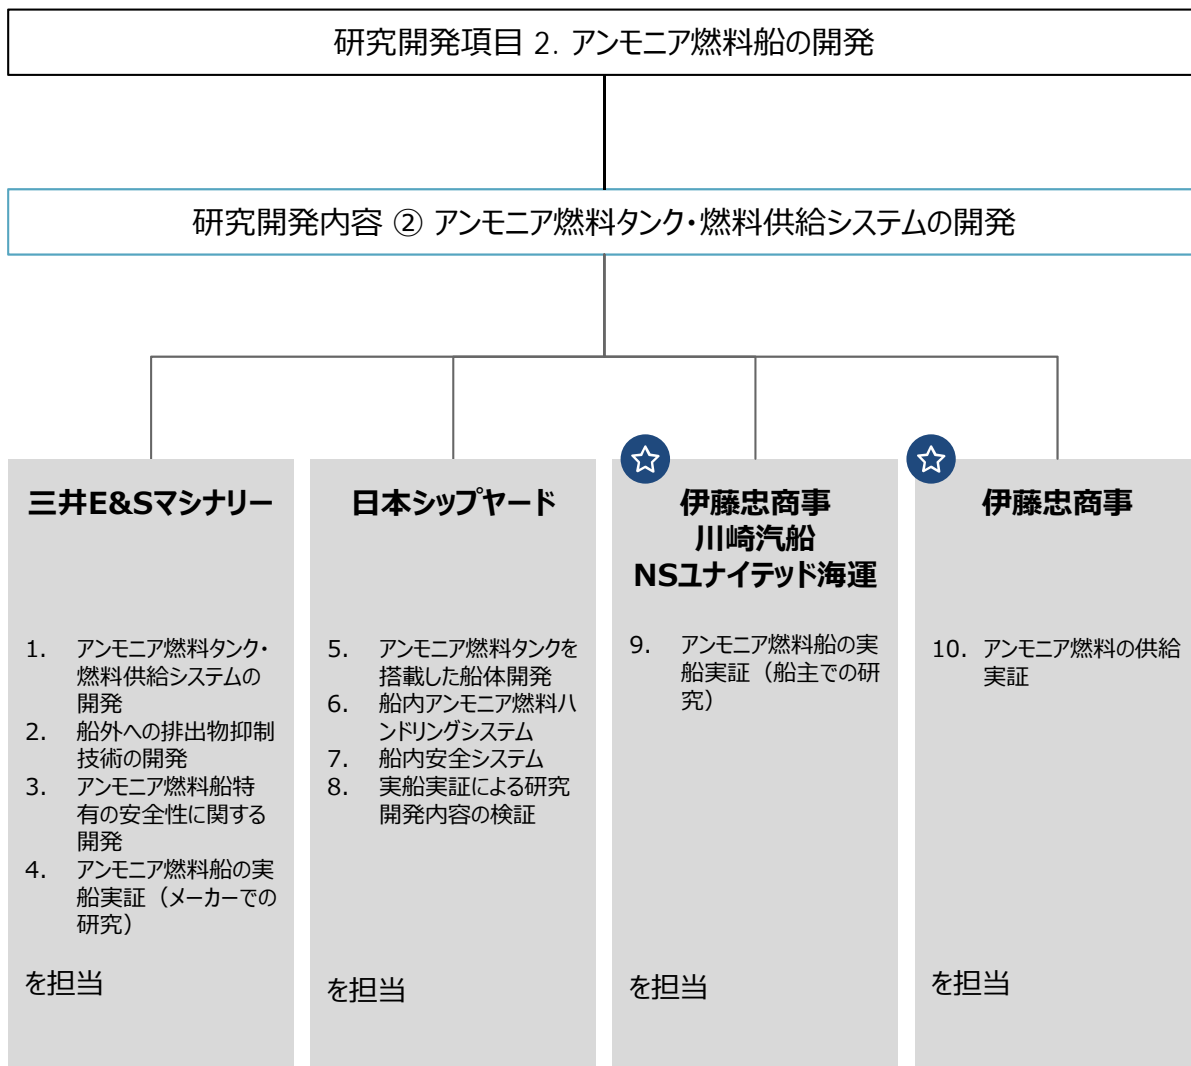 研究開発項目 2. アンモニア燃料船の開発
研究開発内容 ② アンモニア燃料タンク・燃料供給システムの開発
三井E&Sマシナリー
1. アンモニア燃料タンク・
燃料供給システムの
開発
2. 船外への排出物抑制
技術の開発
3. アンモニア燃料船特
有の安全性に関する
開発
4. アンモニア燃料船の実
船実証（メーカーでの
研究）
を担当
日本シップヤード
5. アンモニア燃料タンクを
搭載した船体開発
6. 船内アンモニア燃料ハ
ンドリングシステム
7. 船内安全システム
8. 実船実証による研究
開発内容の検証
を担当
伊藤忠商事
川崎汽船
NSユナイテッド海運
9. アンモニア燃料船の実
船実証（船主での研
究）
を担当
伊藤忠商事
10. アンモニア燃料の供給
実証
を担当